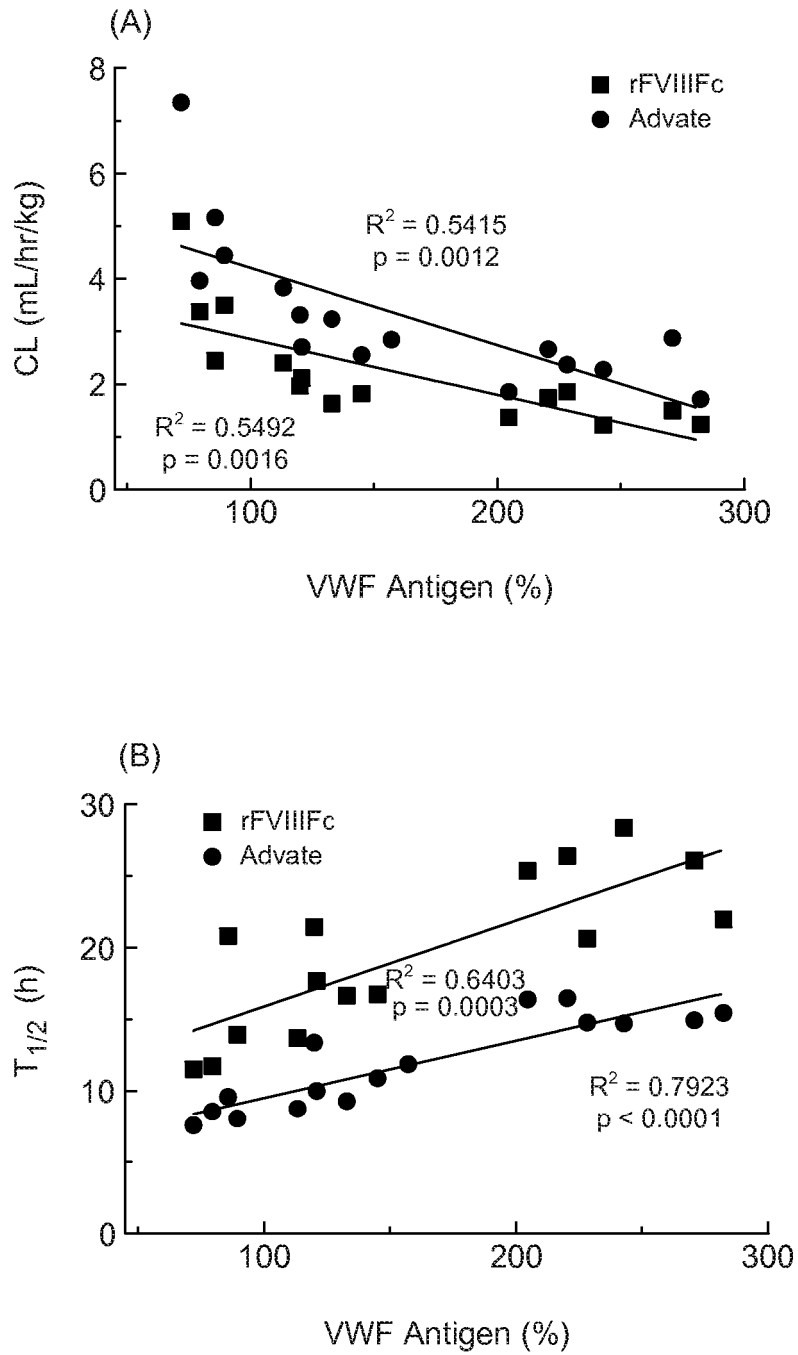 (A)
8
6
4
2
0
CL (mL/hr/kg)
rFVIIIFc
Advate
R² = 0.5415
p = 0.0012
R² = 0.5492
p = 0.0016
100
200
300
VWF Antigen (%)
(B)
30
20
10
0
T1/2 (h)
rFVIIIFc
Advate
R² = 0.6403
p = 0.0003
R² = 0.7923
p < 0.0001
100
200
300
VWF Antigen (%)